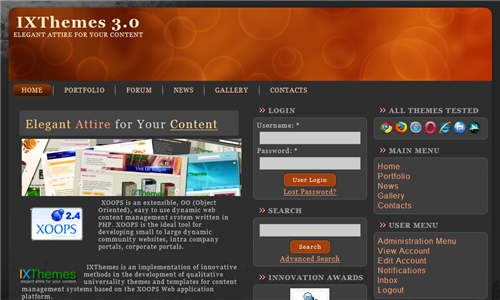 IXThemes 3.0
ELEGANT ATTIRE FOR YOUR CONTENT
HOME
PORTFOLIO
FORUM
NEWS
GALLERY
CONTACTS
Elegant Attire for Your Content
XOOPS 2.4
XOOPS is an extensible, OO (Object
Oriented), easy to use dynamic web
content management system written in
PHP. XOOPS is the ideal tool for
developing small to large dynamic
community websites, intra company
portals, corporate portals.
IXThemes
elegant attire for your content
IXThemes is an implementation of innovative
methods in the development of qualitative
universality themes and templates for content
management systems based on the XOOPS Web application
platform.
LOGIN
Username: *
Password: *
User Login
Lost Password?
SEARCH
Search
Advanced Search
INNOVATION AWARDS
ALL THEMES TESTED
MAIN MENU
Home
Portfolio
News
Gallery
Contacts
USER MENU
Administration Menu
View Account
Edit Account
Notifications
Inbox
Logout